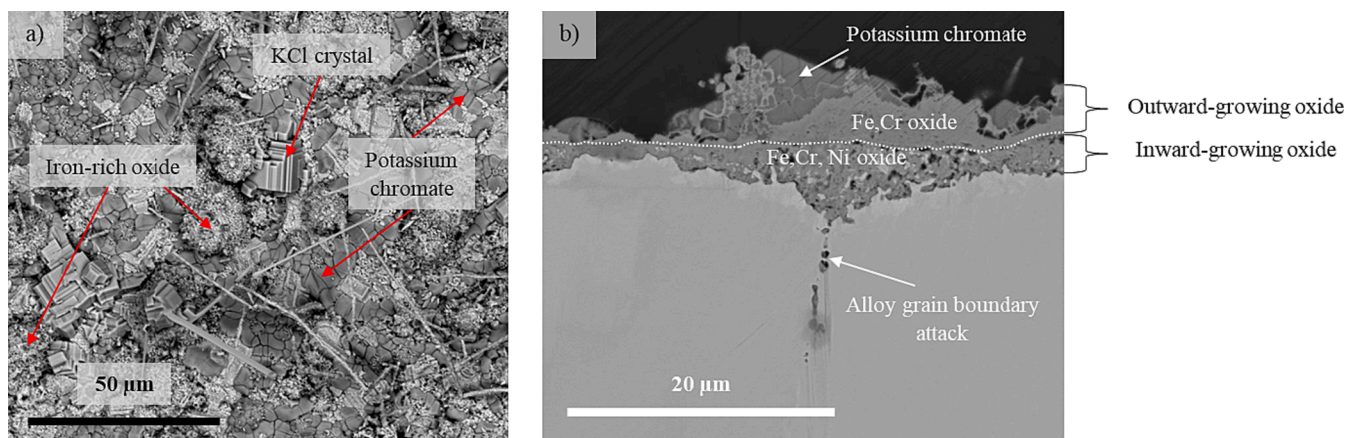 a)
KCl crystal
Iron-rich oxide
Potassium
chromate
50 µm
b)
Potassium chromate
Fe,Cr oxide
Fe,Cr, Ni oxide
Outward-growing oxide
Inward-growing oxide
Alloy grain boundary
attack
20 µm